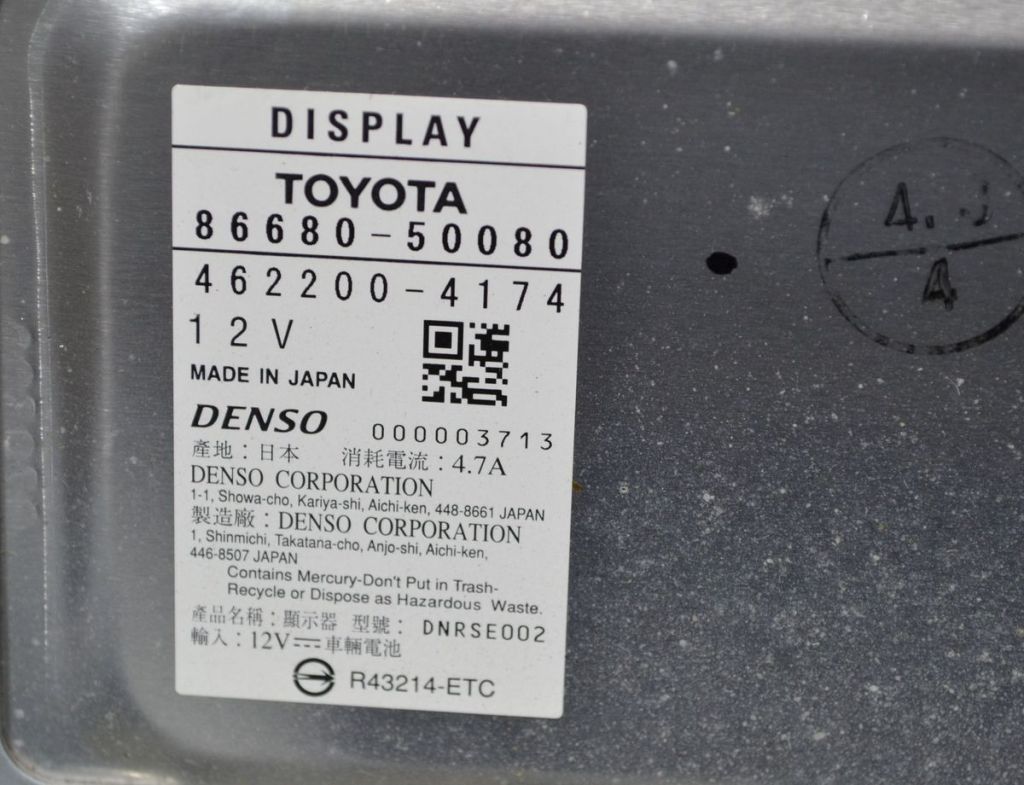 DISPLAY
TOYOTA
86680-50080
462200-4174
12V
MADE IN JAPAN
DENSO
000003713
產地：日本 消耗電流：4.7A
DENSO CORPORATION
1-1, Showa-cho, Kariya-shi, Aichi-ken, 448-8661 JAPAN
製造廠：DENSO CORPORATION
1, Shinmichi, Takatana-cho, Anjo-shi, Aichi-ken,
446-8507 JAPAN
Contains Mercury-Don't Put in Trash-
Recycle or Dispose as Hazardous Waste.
產品名稱：顯示器 型號：DNRSE002
輸入：12V⎓車輛電池
R43214-ETC
4